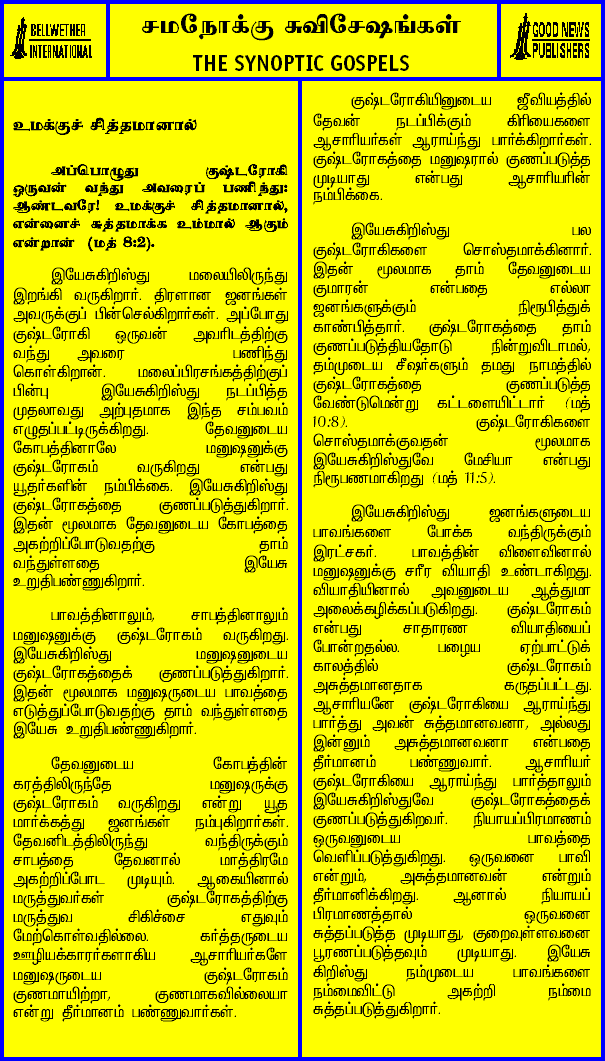 BELLWETHER
INTERNATIONAL
சமநோக்கு சுவிசேஷங்கள்
THE SYNOPTIC GOSPELS
GOOD NEWS
PUBLISHERS
உமக்குச் சித்தமானால்
அப்பொழுது குஷ்டரோகி
ஒருவன் வந்து அவரைப் பணிந்து:
ஆண்டவரே! உமக்குச் சித்தமானால்,
என்னைச் சுத்தமாக்க உம்மால் ஆகும்
என்றான் (மத் 8:2).
இயேசுகிறிஸ்து மலையிலிருந்து
இறங்கி வருகிறார். திரளான ஜனங்கள்
அவருக்குப் பின்செல்கிறார்கள். அப்போது
குஷ்டரோகி ஒருவன் அவரிடத்திற்கு
வந்து அவரை பணிந்து
கொள்கிறான். மலைப்பிரசங்கத்திற்குப்
பின்பு இயேசுகிறிஸ்து நடப்பித்த
முதலாவது அற்புதமாக இந்த சம்பவம்
எழுதப்பட்டிருக்கிறது. தேவனுடைய
கோபத்தினாலே மனுஷனுக்கு
குஷ்டரோகம் வருகிறது என்பது
யூதர்களின் நம்பிக்கை. இயேசுகிறிஸ்து
குஷ்டரோகத்தை குணப்படுத்துகிறார்.
இதன் மூலமாக தேவனுடைய கோபத்தை
அகற்றிப்போடுவதற்கு தாம்
வந்துள்ளதை இயேசு
உறுதிபண்ணுகிறார்.
பாவத்தினாலும், சாபத்தினாலும்
மனுஷனுக்கு குஷ்டரோகம் வருகிறது.
இயேசுகிறிஸ்து மனுஷனுடைய
குஷ்டரோகத்தைக் குணப்படுத்துகிறார்.
இதன் மூலமாக மனுஷருடைய பாவத்தை
எடுத்துப்போடுவதற்கு தாம் வந்துள்ளதை
இயேசு உறுதிபண்ணுகிறார்.
தேவனுடைய கோபத்தின்
கரத்திலிருந்தே மனுஷருக்கு
குஷ்டரோகம் வருகிறது என்று யூத
மார்க்கத்து ஜனங்கள் நம்புகிறார்கள்.
தேவனிடத்திலிருந்து வந்திருக்கும்
சாபத்தை தேவனால் மாத்திரமே
அகற்றிப்போட முடியும். ஆகையினால்
மருத்துவர்கள் குஷ்டரோகத்திற்கு
மருத்துவ சிகிச்சை எதுவும்
மேற்கொள்வதில்லை. கர்த்தருடைய
ஊழியக்காரர்களாகிய ஆசாரியர்களே
மனுஷருடைய குஷ்டரோகம்
குணமாயிற்றா, குணமாகவில்லையா
என்று தீர்மானம் பண்ணுவார்கள்.
குஷ்டரோகியினுடைய ஜீவியத்தில்
தேவன் நடப்பிக்கும் கிரியைகளை
ஆசாரியர்கள் ஆராய்ந்து பார்க்கிறார்கள்.
குஷ்டரோகத்தை மனுஷரால் குணப்படுத்த
முடியாது என்பது ஆசாரியரின்
நம்பிக்கை.
இயேசுகிறிஸ்து பல
குஷ்டரோகிகளை சொஸ்தமாக்கினார்.
இதன் மூலமாக தாம் தேவனுடைய
குமாரன் என்பதை எல்லா
ஜனங்களுக்கும் நிரூபித்துக்
காண்பித்தார். குஷ்டரோகத்தை தாம்
குணப்படுத்தியதோடு நின்றுவிடாமல்,
தம்முடைய சீஷர்களும் தமது நாமத்தில்
குஷ்டரோகத்தை குணப்படுத்த
வேண்டுமென்று கட்டளையிட்டார் (மத்
10:8). குஷ்டரோகிகளை
சொஸ்தமாக்குவதன் மூலமாக
இயேசுகிறிஸ்துவே மேசியா என்பது
நிரூபணமாகிறது (மத் 11:5).
இயேசுகிறிஸ்து ஜனங்களுடைய
பாவங்களை போக்க வந்திருக்கும்
இரட்சகர். பாவத்தின் விளைவினால்
மனுஷனுக்கு சரீர வியாதி உண்டாகிறது.
வியாதியினால் அவனுடைய ஆத்துமா
அலைக்கழிக்கப்படுகிறது. குஷ்டரோகம்
என்பது சாதாரண வியாதியைப்
போன்றதல்ல. பழைய ஏற்பாட்டுக்
காலத்தில் குஷ்டரோகம்
அசுத்தமானதாக கருதப்பட்டது.
ஆசாரியனே குஷ்டரோகியை ஆராய்ந்து
பார்த்து அவன் சுத்தமானவனா, அல்லது
இன்னும் அசுத்தமானவனா என்பதை
தீர்மானம் பண்ணுவார். ஆசாரியர்
குஷ்டரோகியை ஆராய்ந்து பார்த்தாலும்
இயேசுகிறிஸ்துவே குஷ்டரோகத்தைக்
குணப்படுத்துகிறவர். நியாயப்பிரமாணம்
ஒருவனுடைய பாவத்தை
வெளிப்படுத்துகிறது. ஒருவனை பாவி
என்றும், அசுத்தமானவன் என்றும்
தீர்மானிக்கிறது. ஆனால் நியாயப்
பிரமாணத்தால் ஒருவனை
சுத்தப்படுத்த முடியாது, குறைவுள்ளவனை
பூரணப்படுத்தவும் முடியாது. இயேசு
கிறிஸ்து நம்முடைய பாவங்களை
நம்மைவிட்டு அகற்றி நம்மை
சுத்தப்படுத்துகிறார்.